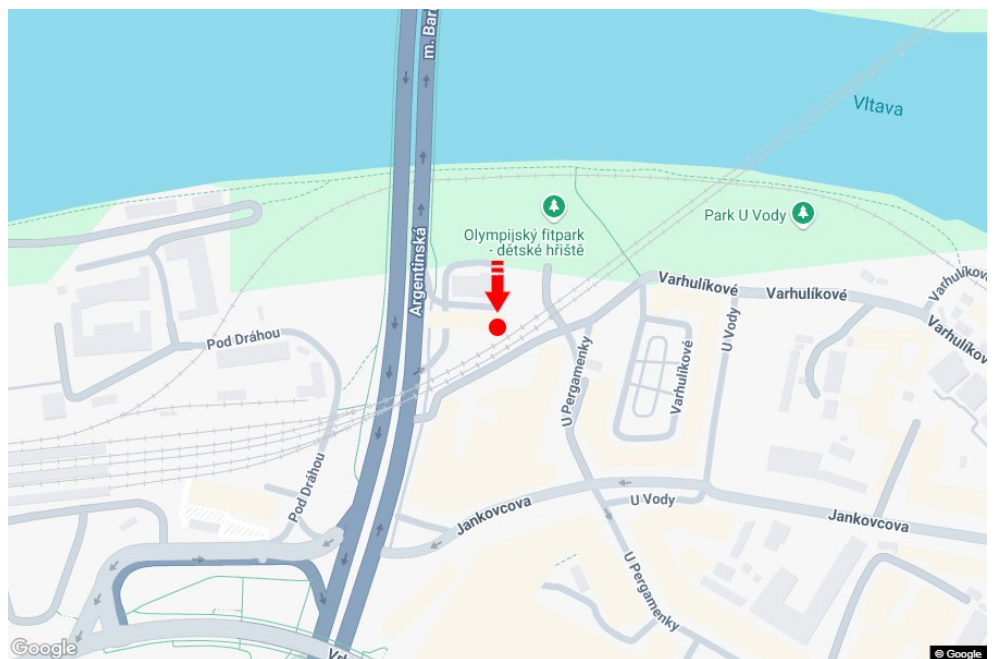 m. Bar
Vltava
Argentinská
Olympijský fitpark
- dětské hřiště
Park U Vody
Varhulíkové
Varhulíkové
Varhulíkové
Varhulíkové
Pod Dráhou
U Pergamenky
Varhulíkové
U Vody
Pod Dráhou
Jankovcova
U Vody
Jankovcova
U Pergamenky
Google
© Google